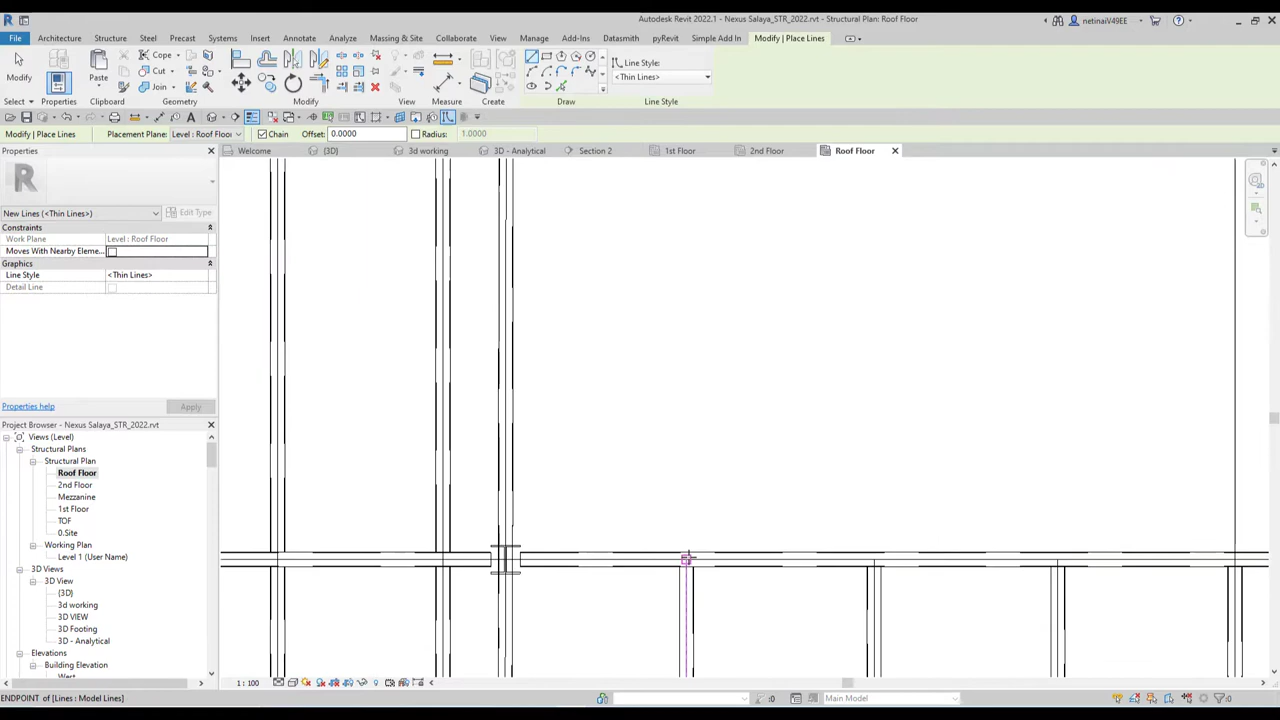 Autodesk Revit 2022.1 - Nexus Salaya_STR_2022.rvt - Structural Plan: Roof Floor
netinaiV49EE
File Architecture Structure Steel Precast Systems Insert Annotate Analyze Massing & Site Collaborate View Manage Add-Ins Datasmith pyRevit Simple Add In Modify | Place Lines
Modify Paste Cope Cut Join Line Style:
<Thin Lines>
Select Properties Clipboard Geometry Modify View Measure Create Draw Line Style
Modify | Place Lines Placement Plane: Level : Roof Floor Chain Offset: 0.0000 Radius: 1.0000
Properties Welcome {3D} 3d working 3D - Analytical Section 2 1st Floor 2nd Floor Roof Floor
New Lines (<Thin Lines>) Edit Type
Constraints
Work Plane Level : Roof Floor
Moves With Nearby Eleme...
Graphics
Line Style <Thin Lines>
Detail Line
Properties help Apply
Project Browser - Nexus Salaya_STR_2022.rvt
Views (Level)
Structural Plans
Structural Plan
Roof Floor
2nd Floor
Mezzanine
1st Floor
TOF
0.Site
Working Plan
Level 1 (User Name)
3D Views
3D View
{3D}
3d working
3D VIEW
3D Footing
3D - Analytical
Elevations
Building Elevation
West
1 : 100
ENDPOINT of [Lines : Model Lines] :0 Main Model :0